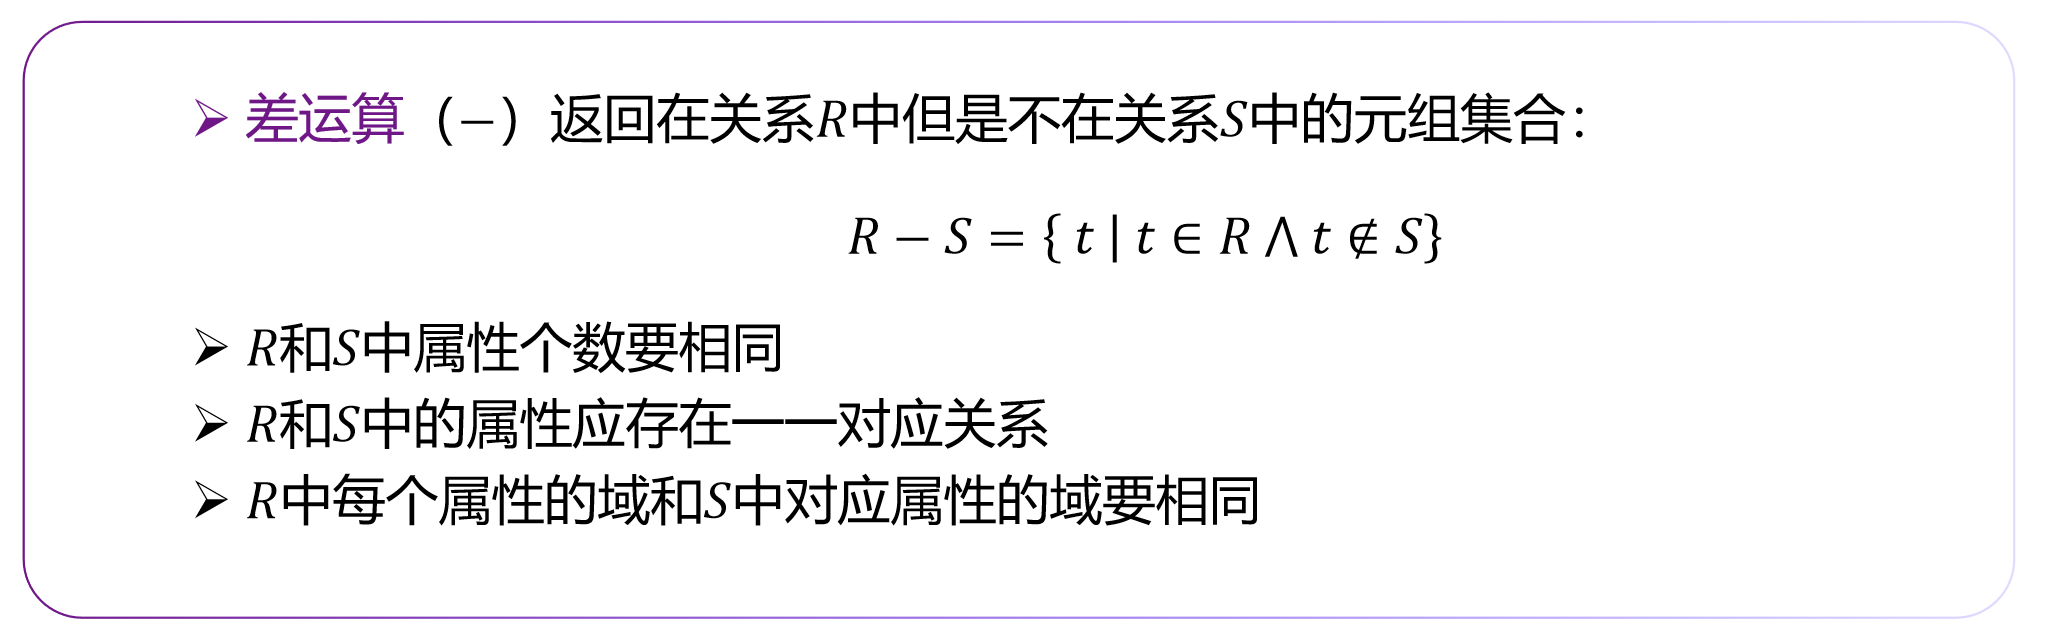 ➢ 差运算（−）返回在关系R中但是不在关系S中的元组集合：
R − S = { t | t ∈ R ∧ t ∉ S}
➢ R和S中属性个数要相同
➢ R和S中的属性应存在一一对应关系
➢ R中每个属性的域和S中对应属性的域要相同